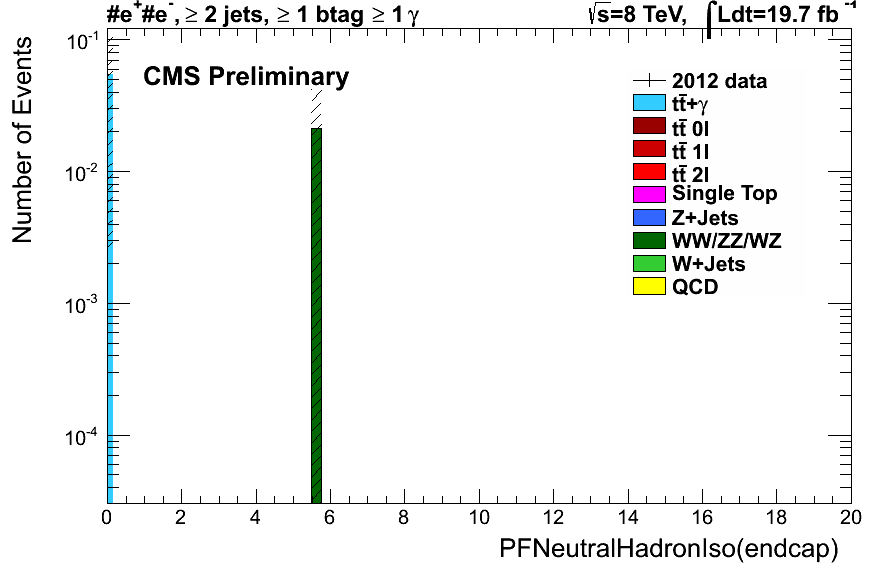 #e⁺#e⁻, ≥ 2 jets, ≥ 1 btag ≥ 1 γ √s=8 TeV, ∫Ldt=19.7 fb⁻¹
CMS Preliminary
2012 data
tt̄+γ
tt̄ 0l
tt̄ 1l
tt̄ 2l
Single Top
Z+Jets
WW/ZZ/WZ
W+Jets
QCD
Number of Events
10⁻¹
10⁻²
10⁻³
10⁻⁴
0 2 4 6 8 10 12 14 16 18 20
PFNeutralHadronIso(endcap)